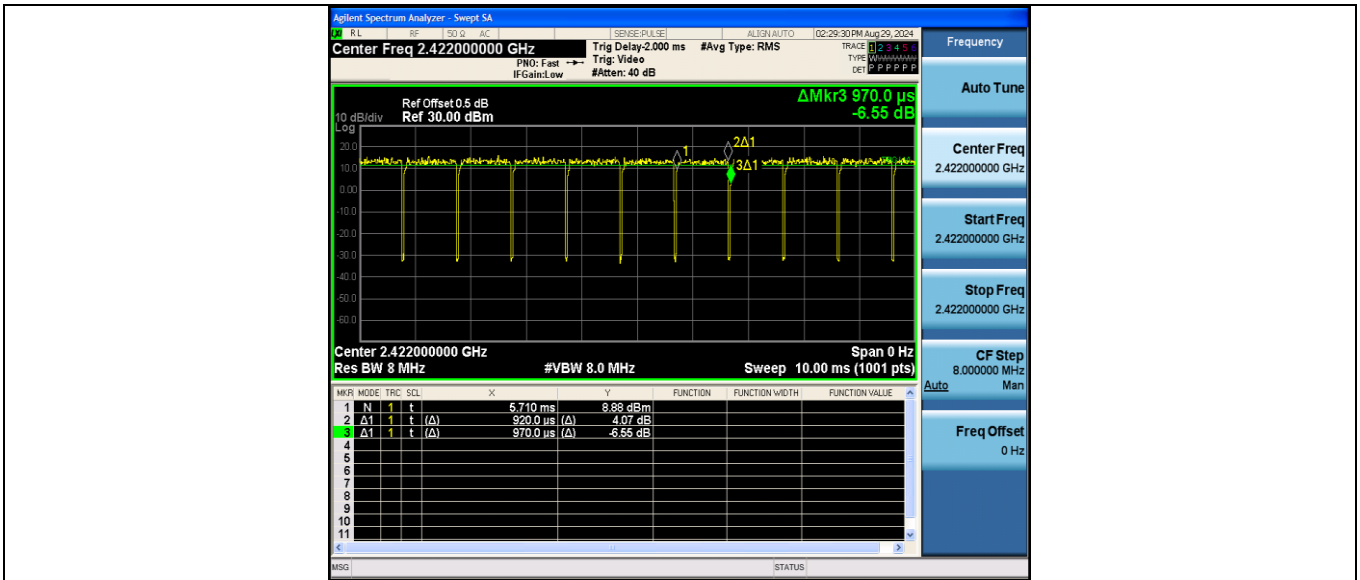 Agilent Spectrum Analyzer - Swept SA
RL RF 50 Ω AC SENSE:PULSE ALIGN AUTO 02:29:30 PM Aug 29, 2024
Center Freq 2.422000000 GHz
PNO: Fast
IFGain:Low
Trig Delay-2.000 ms
Trig: Video
#Atten: 40 dB
#Avg Type: RMS
TRACE 1 2 3 4 5 6
TYPE
DET P P P P P P
ΔMkr3 970.0 µs
-6.55 dB
Ref Offset 0.5 dB
10 dB/div Ref 30.00 dBm
Log
20.0
10.0
0.00
-10.0
-20.0
-30.0
-40.0
-50.0
-60.0
1
2Δ1
3Δ1
Center 2.422000000 GHz Span 0 Hz
Res BW 8 MHz #VBW 8.0 MHz Sweep 10.00 ms (1001 pts)
MKR MODE TRC SCL X Y FUNCTION FUNCTION WIDTH FUNCTION VALUE
1 N 1 t 5.710 ms 8.88 dBm
2 Δ1 1 t (Δ) 920.0 µs (Δ) 4.07 dB
3 Δ1 1 t (Δ) 970.0 µs (Δ) -6.55 dB
4
5
6
7
8
9
10
11
MSG STATUS
Frequency
Auto Tune
Center Freq
2.422000000 GHz
Start Freq
2.422000000 GHz
Stop Freq
2.422000000 GHz
CF Step
8.000000 MHz
Auto Man
Freq Offset
0 Hz